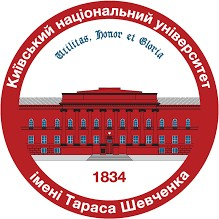 Київський національний університет
Utilitas, Honor et Gloria
1834
імені Тараса Шевченка